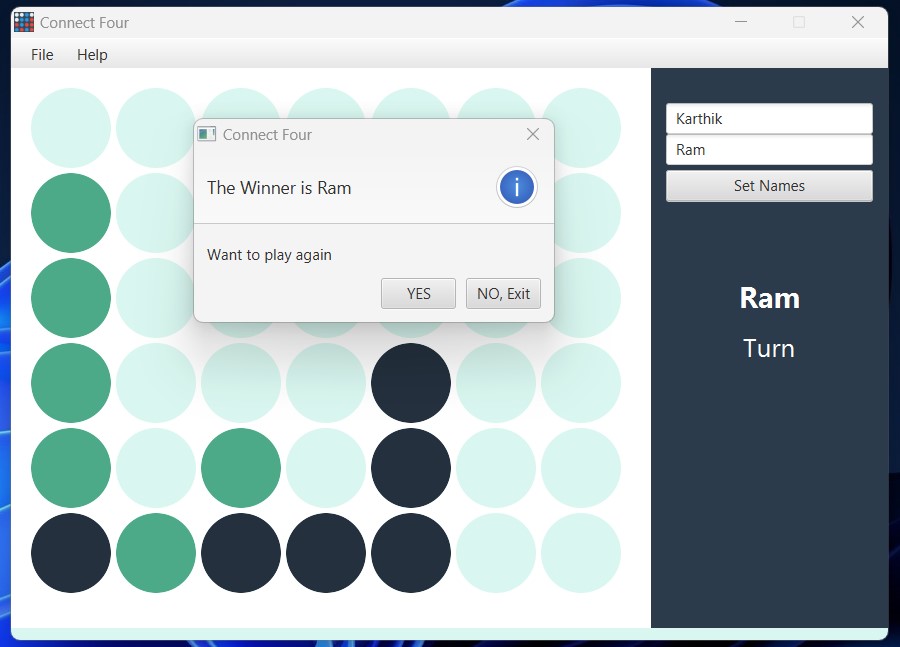 Connect Four
File Help
Karthik
Ram
Set Names
Ram
Turn
Connect Four
The Winner is Ram
i
Want to play again
YES NO, Exit